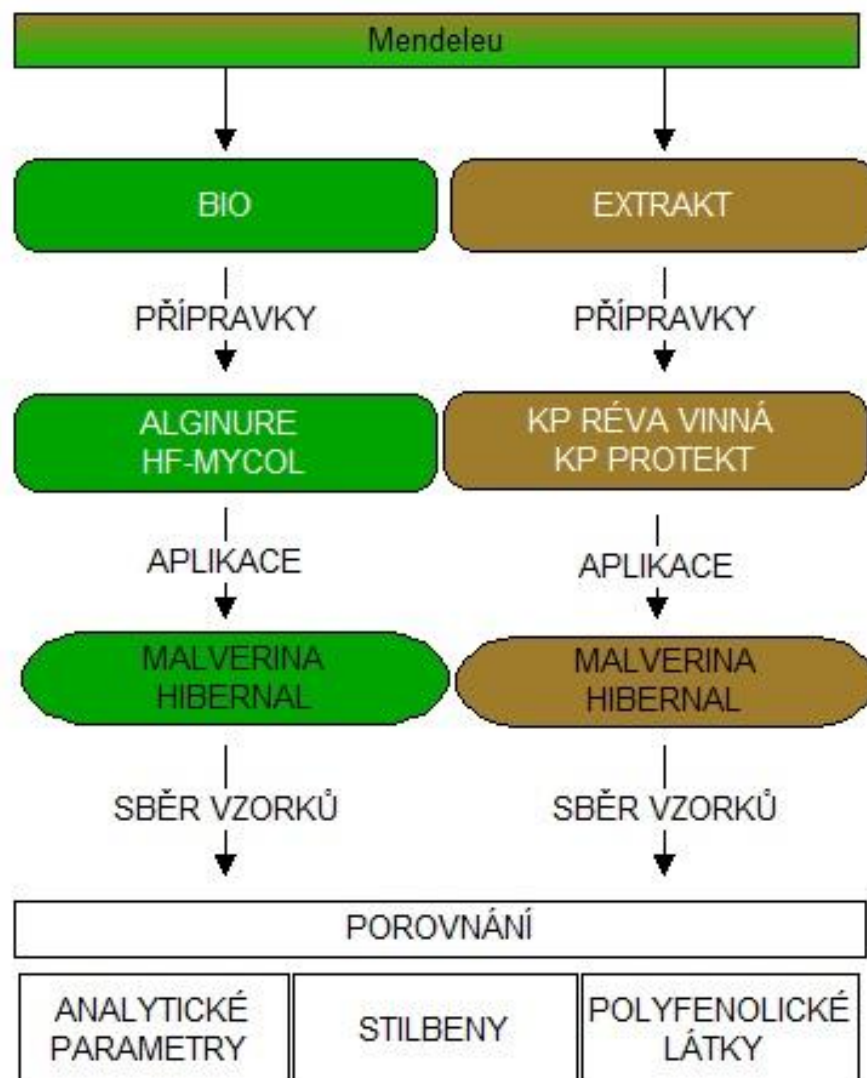 Mendeleu
BIO
EXTRAKT
PŘÍPRAVKY
PŘÍPRAVKY
ALGINURE
HF-MYCOL
KP RÉVA VINNÁ
KP PROTEKT
APLIKACE
APLIKACE
MALVERINA
HIBERNAL
MALVERINA
HIBERNAL
SBĚR VZORKŮ
SBĚR VZORKŮ
POROVNÁNÍ
ANALYTICKÉ
PARAMETRY
STILBENY
POLYFENOLICKÉ
LÁTKY